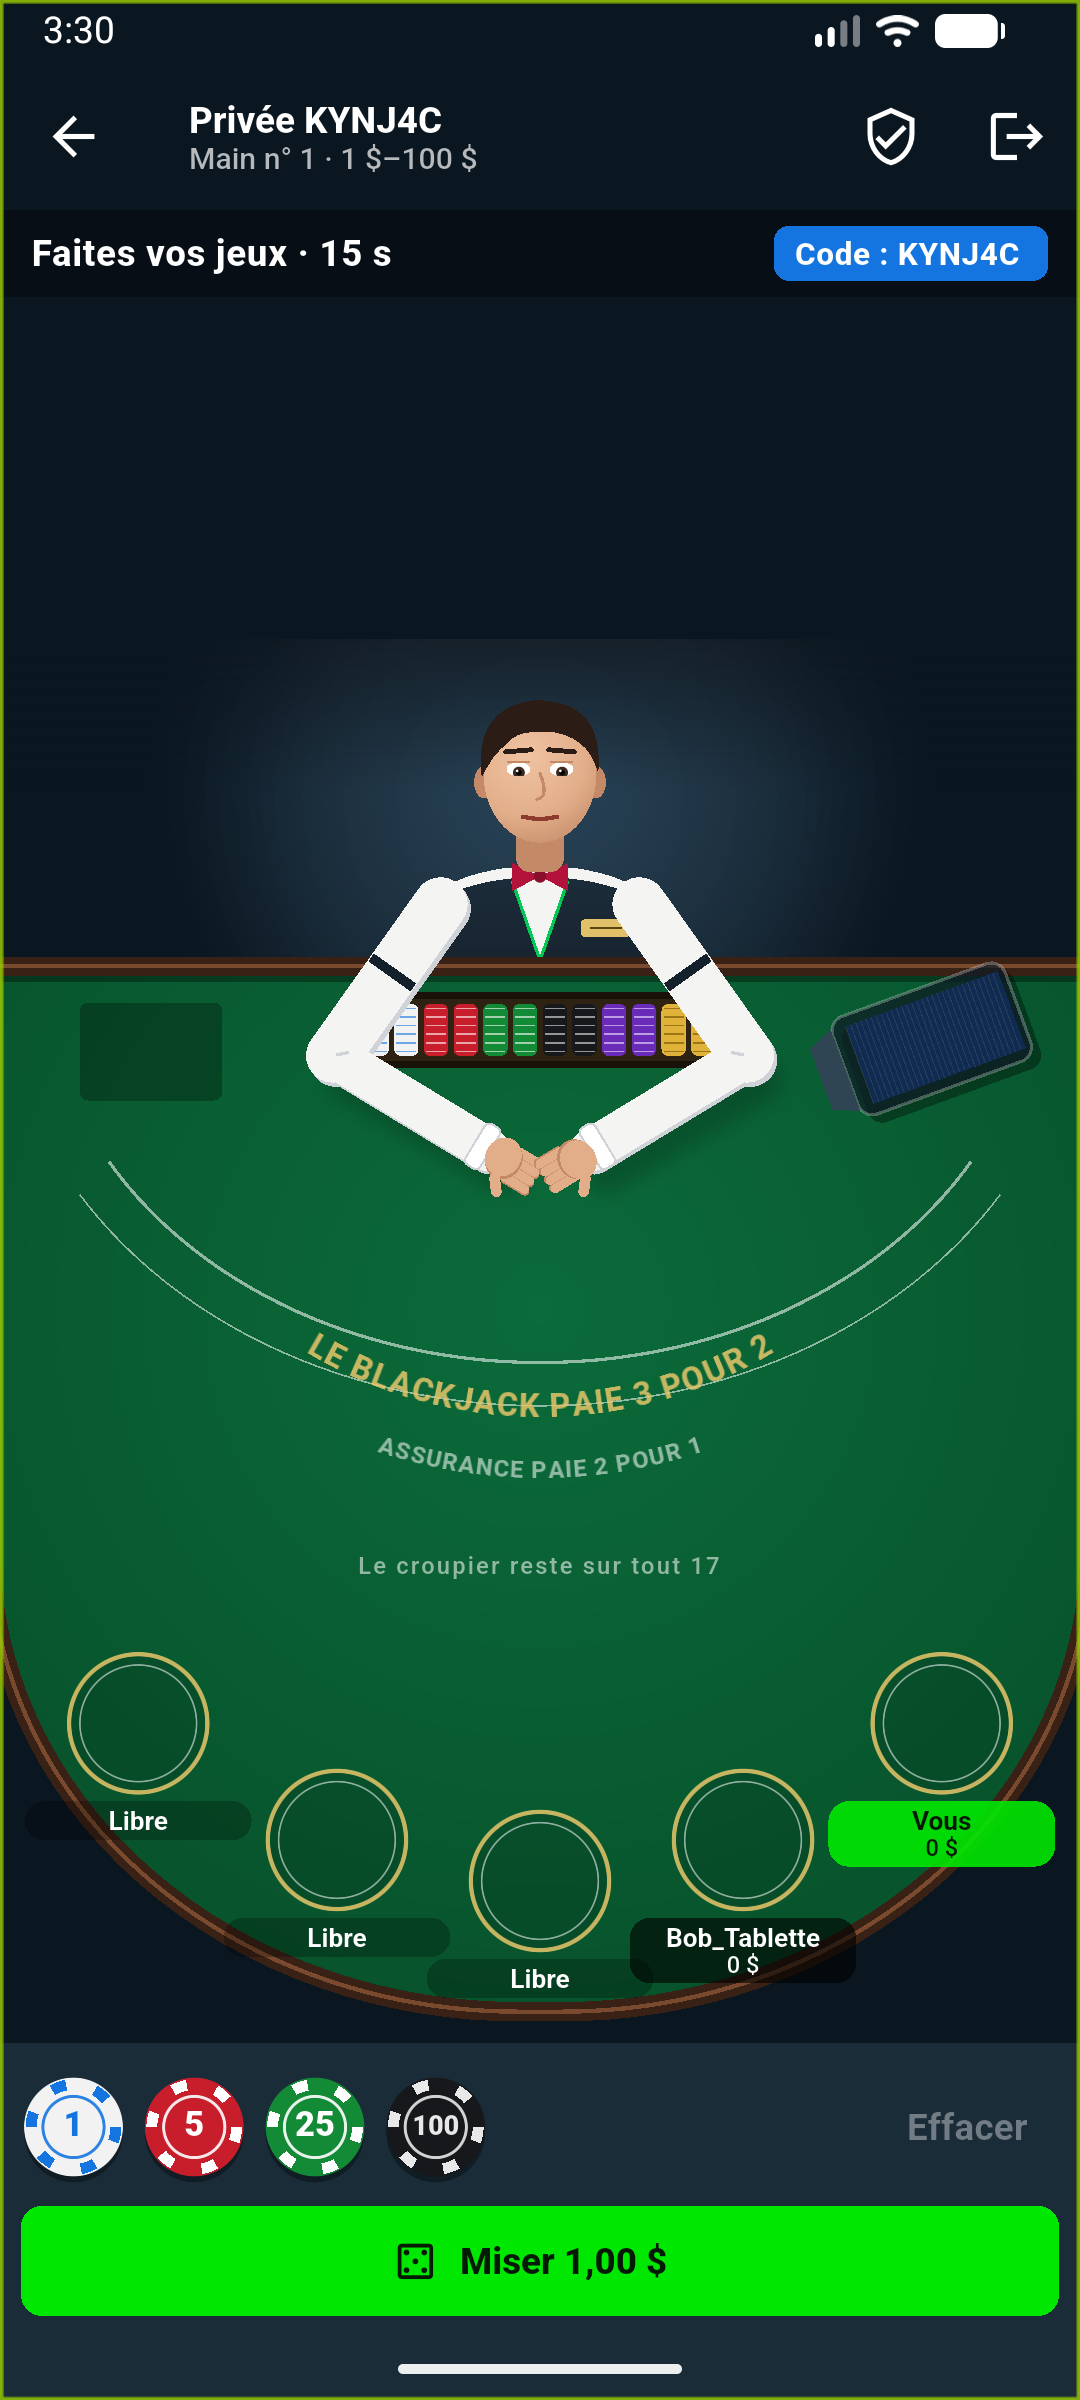 3:30
Privée KYNJ4C
Main n° 1 · 1 $–100 $
Faites vos jeux · 15 s
Code : KYNJ4C
LE BLACKJACK PAIE 3 POUR 2
ASSURANCE PAIE 2 POUR 1
Le croupier reste sur tout 17
Libre
Vous
0 $
Libre
Bob_Tablette
0 $
Libre
1
5
25
100
Effacer
Miser 1,00 $